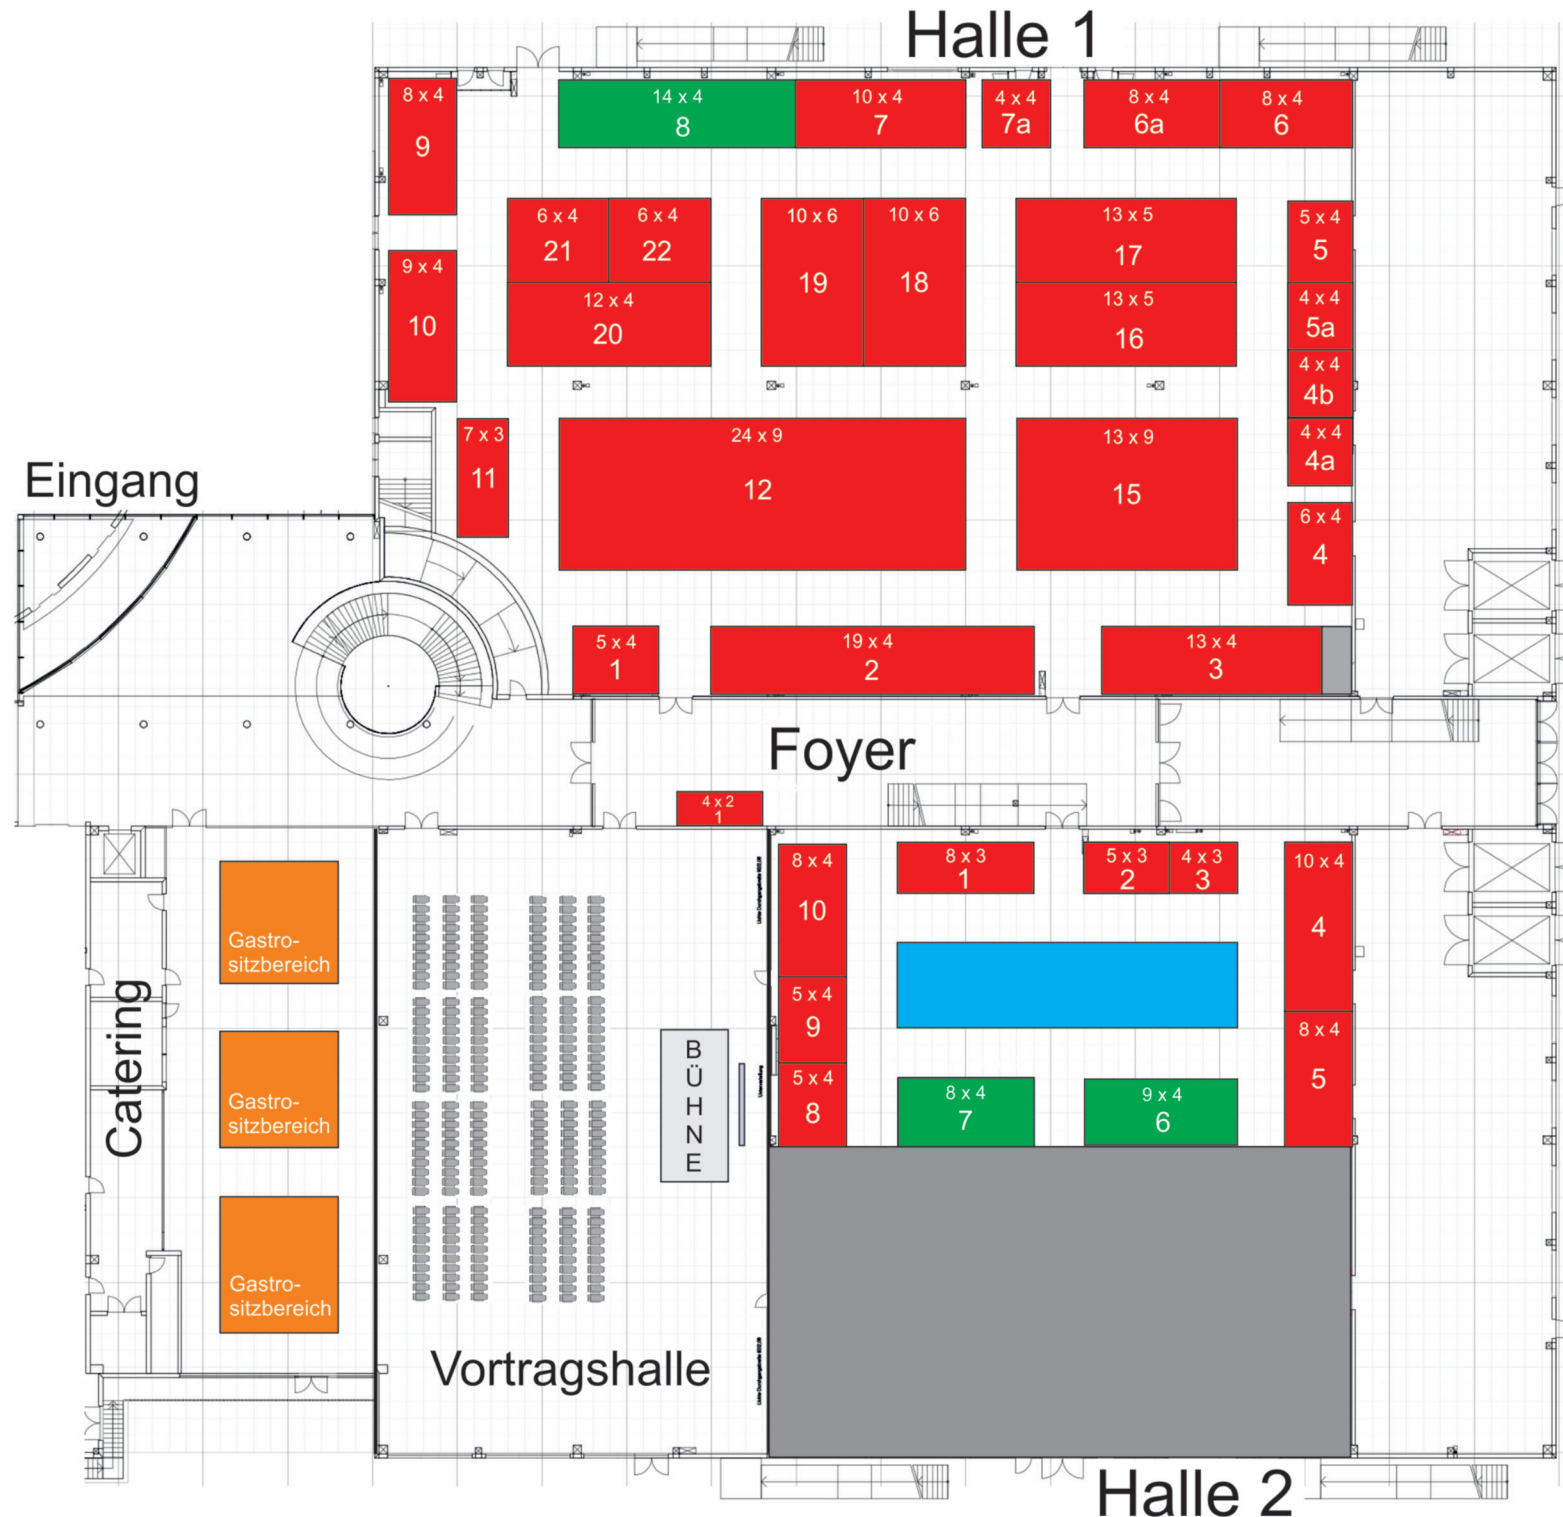 Halle 1
8 x 4
9
14 x 4
8
10 x 4
7
4 x 4
7a
8 x 4
6a
8 x 4
6
6 x 4
21
6 x 4
22
10 x 6
19
10 x 6
18
13 x 5
17
5 x 4
5
9 x 4
10
12 x 4
20
13 x 5
16
4 x 4
5a
4 x 4
4b
7 x 3
11
24 x 9
12
13 x 9
15
4 x 4
4a
Eingang
6 x 4
4
5 x 4
1
19 x 4
2
13 x 4
3
Foyer
4 x 2
1
8 x 4
10
8 x 3
1
5 x 3
2
4 x 3
3
10 x 4
4
Gastro-
sitzbereich
5 x 4
9
8 x 4
5
Catering
B
Ü
H
N
E
Gastro-
sitzbereich
5 x 4
8
8 x 4
7
9 x 4
6
Gastro-
sitzbereich
Vortragshalle
Halle 2